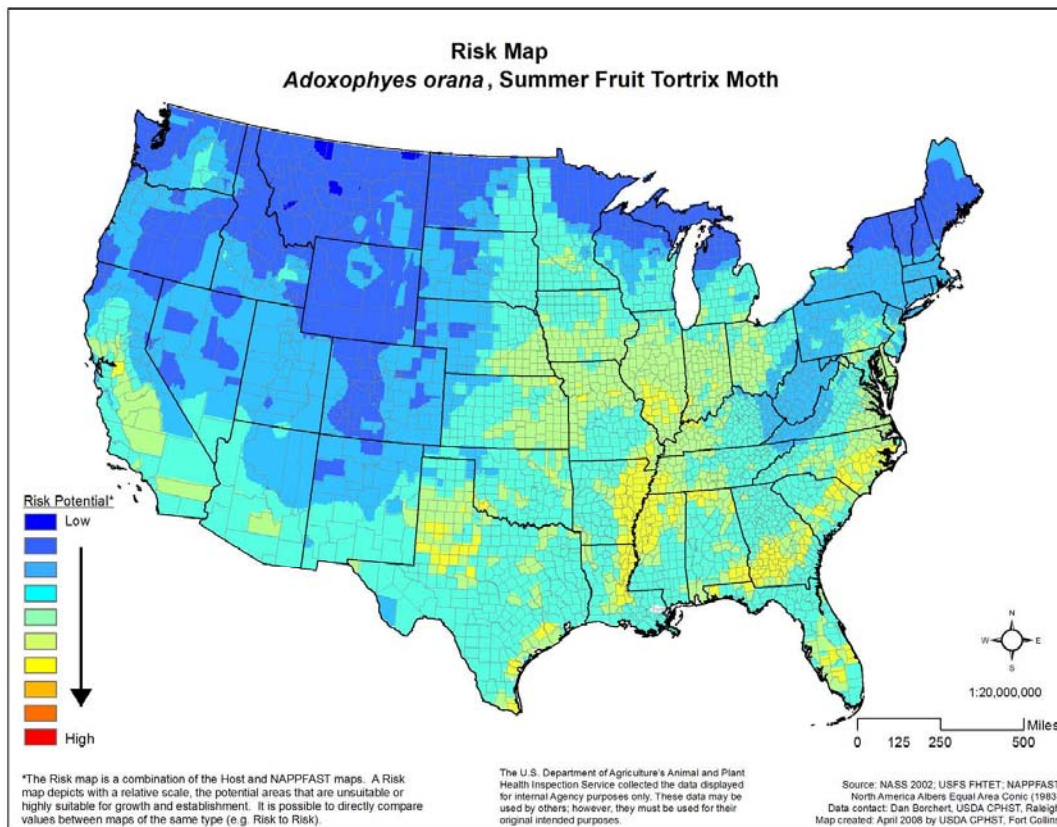 Risk Map
Adoxophyes orana, Summer Fruit Tortrix Moth
Risk Potential*
Low
High
N
W E
S
1:20,000,000
Miles
0 125 250 500
*The Risk map is a combination of the Host and NAPPFAST maps. A Risk
map depicts with a relative scale, the potential areas that are unsuitable or
highly suitable for growth and establishment. It is possible to directly compare
values between maps of the same type (e.g. Risk to Risk).
The U.S. Department of Agriculture's Animal and Plant
Health Inspection Service collected the data displayed
for internal Agency purposes only. These data may be
used by others; however, they must be used for their
original intended purposes.
Source: NASS 2002; USFS FHTET; NAPPFAST
North America Albers Equal Area Conic (1983)
Data contact: Dan Borchert, USDA CPHST, Raleigh
Map created: April 2008 by USDA CPHST, Fort Collins